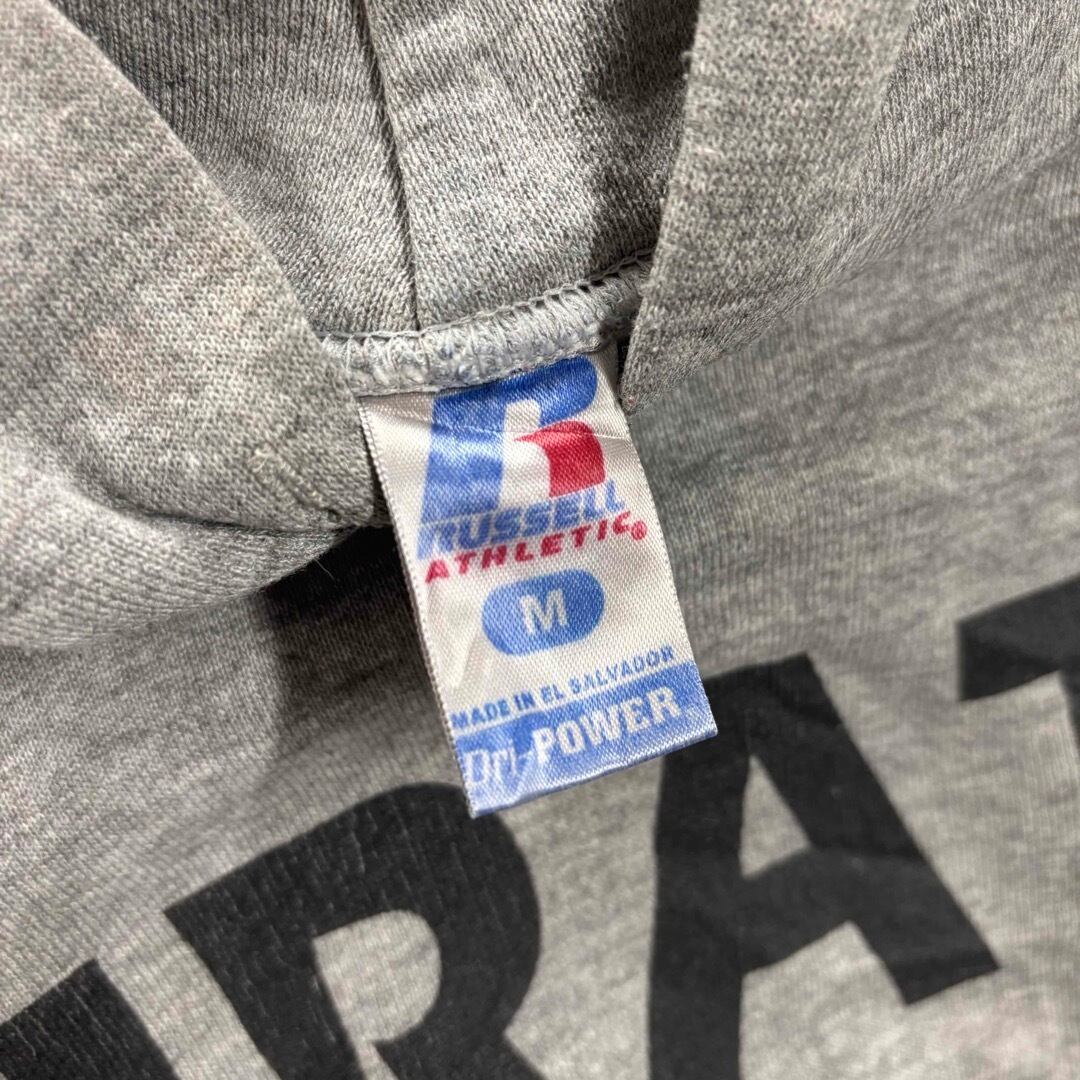 R
RUSSELL
ATHLETIC®
M
MADE IN EL SALVADOR
Dri-POWER
RAT